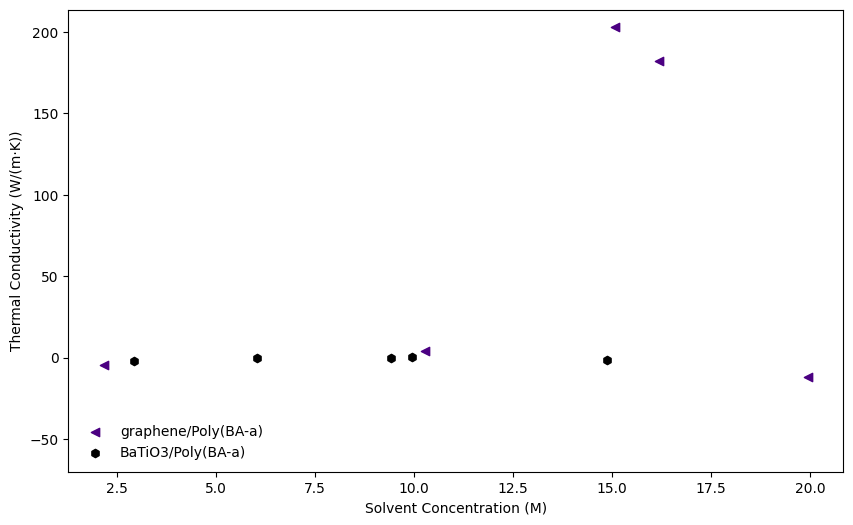 200
150
100
50
0
−50
Thermal Conductivity (W/(m·K))
graphene/Poly(BA-a)
BaTiO3/Poly(BA-a)
2.5 5.0 7.5 10.0 12.5 15.0 17.5 20.0
Solvent Concentration (M)